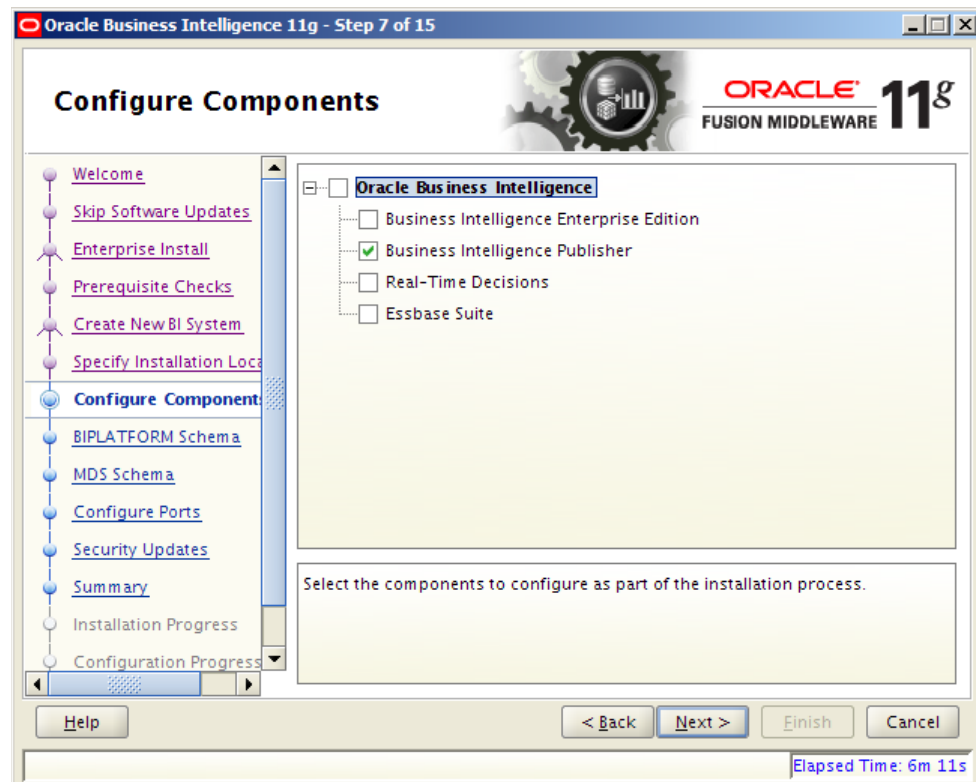 Oracle Business Intelligence 11g - Step 7 of 15
Configure Components
ORACLE
FUSION MIDDLEWARE 11g
Welcome
Skip Software Updates
Enterprise Install
Prerequisite Checks
Create New BI System
Specify Installation Loca
Configure Component
BIPLATFORM Schema
MDS Schema
Configure Ports
Security Updates
Summary
Installation Progress
Configuration Progress
Oracle Business Intelligence
Business Intelligence Enterprise Edition
Business Intelligence Publisher
Real-Time Decisions
Essbase Suite
Select the components to configure as part of the installation process.
Help
< Back
Next >
Finish
Cancel
Elapsed Time: 6m 11s